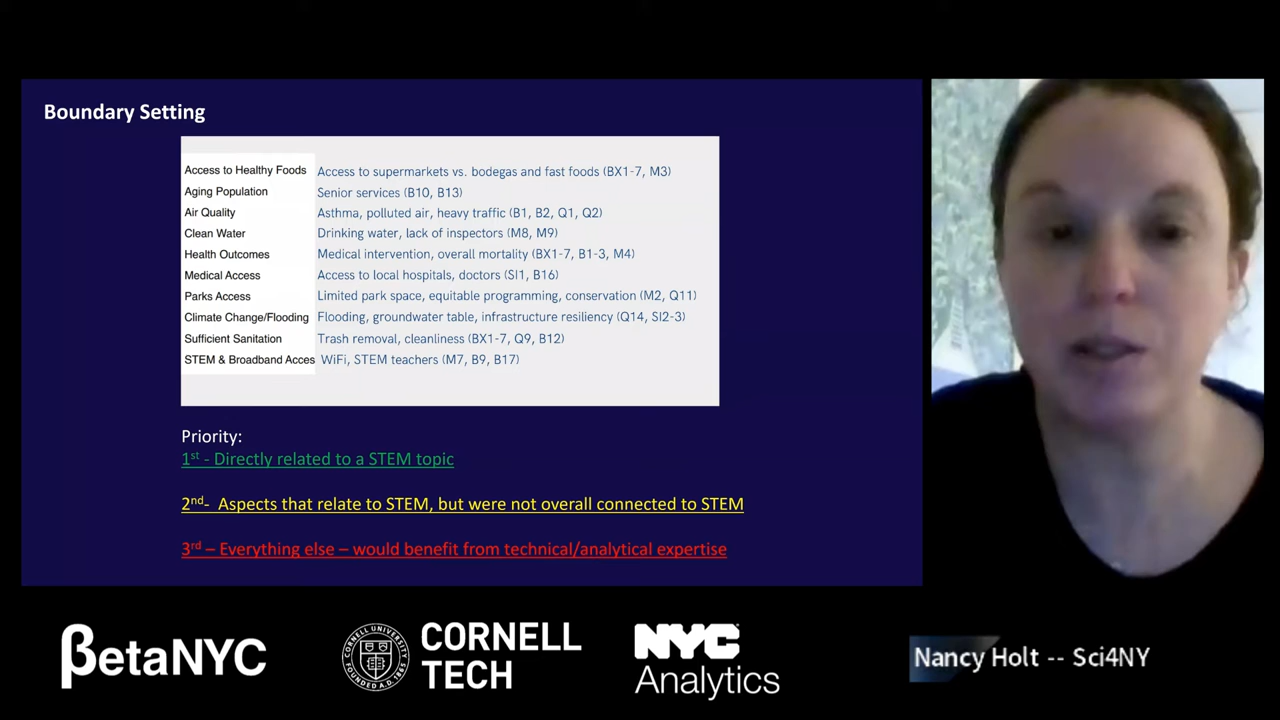 Boundary Setting
Access to Healthy Foods Access to supermarkets vs. bodegas and fast foods (BX1-7, M3)
Aging Population Senior services (B10, B13)
Air Quality Asthma, polluted air, heavy traffic (B1, B2, Q1, Q2)
Clean Water Drinking water, lack of inspectors (M8, M9)
Health Outcomes Medical intervention, overall mortality (BX1-7, B1-3, M4)
Medical Access Access to local hospitals, doctors (SI1, B16)
Parks Access Limited park space, equitable programming, conservation (M2, Q11)
Climate Change/Flooding Flooding, groundwater table, infrastructure resiliency (Q14, SI2-3)
Sufficient Sanitation Trash removal, cleanliness (BX1-7, Q9, B12)
STEM & Broadband Acces WiFi, STEM teachers (M7, B9, B17)
Priority:
1st - Directly related to a STEM topic
2nd- Aspects that relate to STEM, but were not overall connected to STEM
3rd – Everything else – would benefit from technical/analytical expertise
βetaNYC
CORNELL UNIVERSITY
FOUNDED A.D. 1865
CORNELL
TECH
NYC
Analytics
Nancy Holt -- Sci4NY